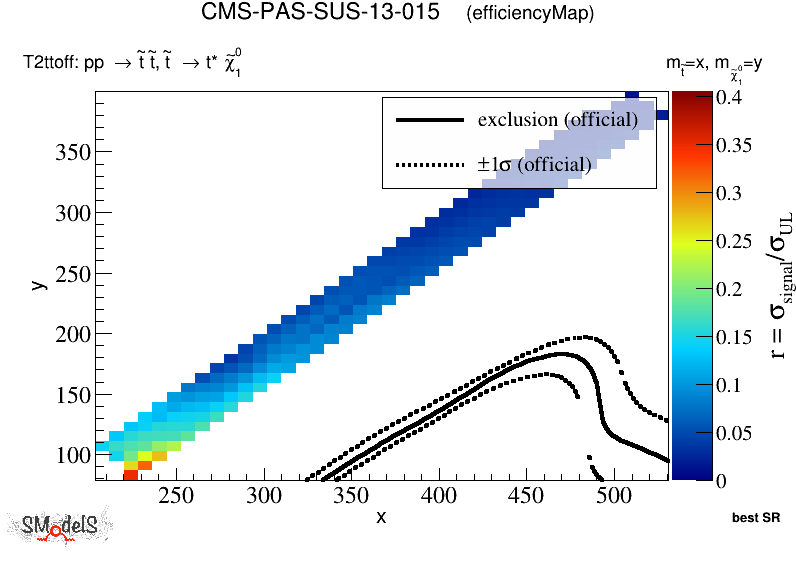 CMS-PAS-SUS-13-015 (efficiencyMap)
T2ttoff: pp → t̃ t̃, t̃ → t* χ̃⁰₁ m_t̃=x, m_χ̃⁰₁=y
exclusion (official)
±1σ (official)
350
300
250
200
150
100
y
250
300
350
400
450
500
x
0.4
0.35
0.3
0.25
0.2
0.15
0.1
0.05
0
r = σ_signal/σ_UL
SModelS
best SR